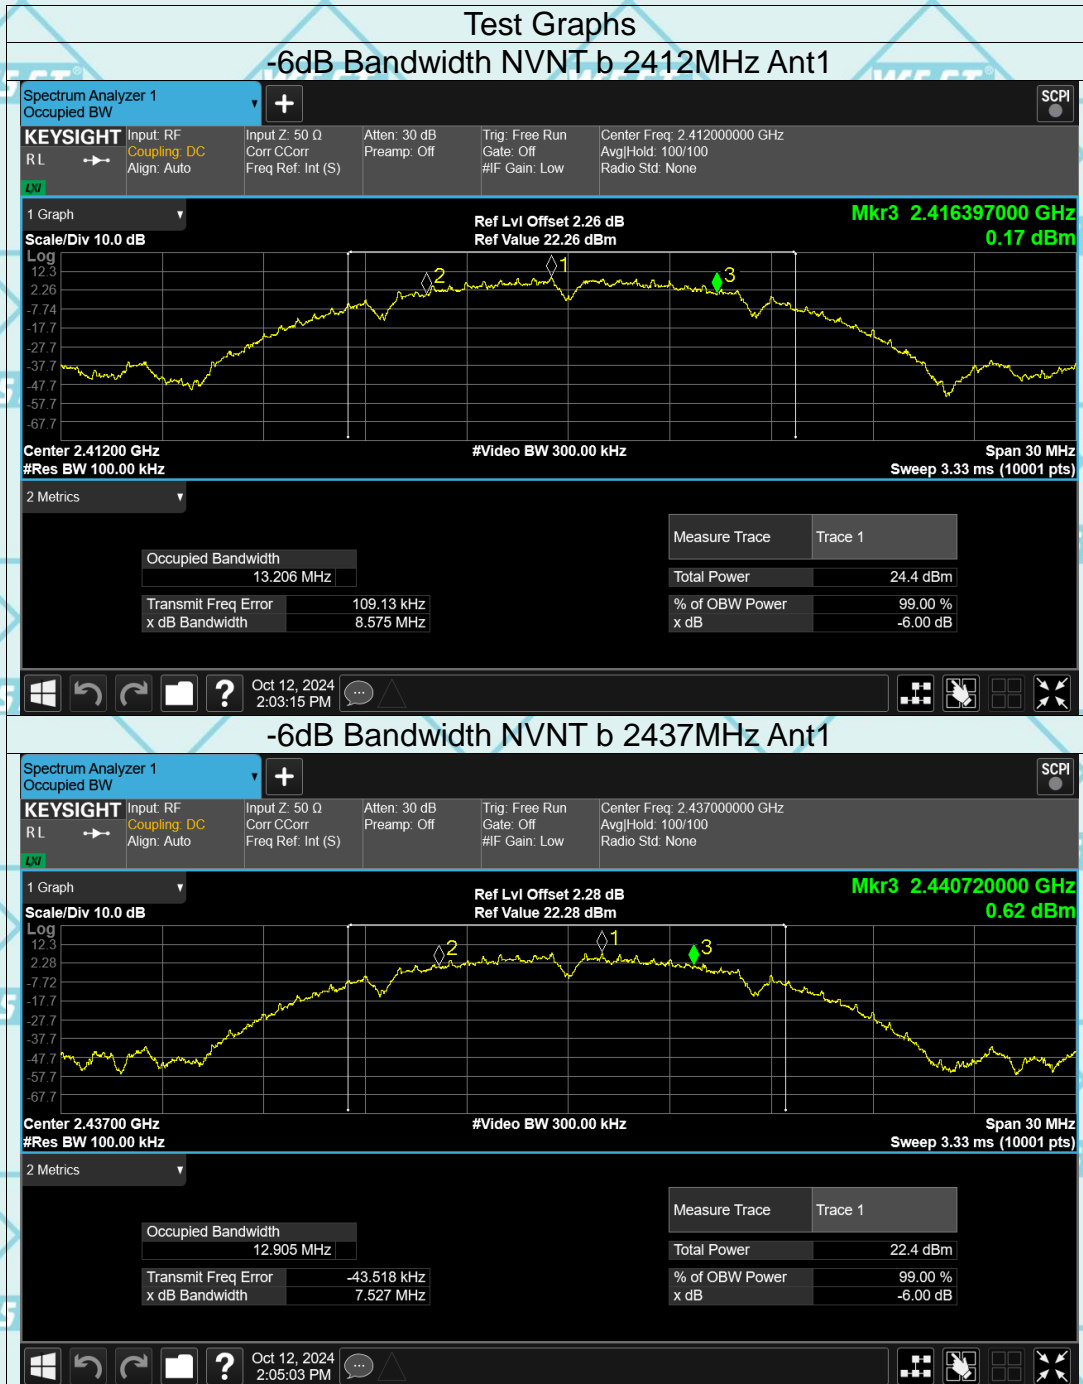 Test Graphs
-6dB Bandwidth NVNT b 2412MHz Ant1
Spectrum Analyzer 1
Occupied BW
SCPI
KEYSIGHT Input: RF Input Z: 50 Ω Atten: 30 dB Trig: Free Run Center Freq: 2.412000000 GHz
RL Coupling: DC Corr CCorr Preamp: Off Gate: Off Avg|Hold: 100/100
Align: Auto Freq Ref: Int (S) #IF Gain: Low Radio Std: None
LXI
1 Graph Ref Lvl Offset 2.26 dB Mkr3 2.416397000 GHz
Scale/Div 10.0 dB Ref Value 22.26 dBm 0.17 dBm
Log
12.3
2.26
-7.74
-17.7
-27.7
-37.7
-47.7
-57.7
-67.7
2
1
3
Center 2.41200 GHz #Video BW 300.00 kHz Span 30 MHz
#Res BW 100.00 kHz Sweep 3.33 ms (10001 pts)
2 Metrics
Measure Trace Trace 1
Occupied Bandwidth
13.206 MHz Total Power 24.4 dBm
Transmit Freq Error 109.13 kHz % of OBW Power 99.00 %
x dB Bandwidth 8.575 MHz x dB -6.00 dB
? Oct 12, 2024
2:03:15 PM
-6dB Bandwidth NVNT b 2437MHz Ant1
Spectrum Analyzer 1
Occupied BW
SCPI
KEYSIGHT Input: RF Input Z: 50 Ω Atten: 30 dB Trig: Free Run Center Freq: 2.437000000 GHz
RL Coupling: DC Corr CCorr Preamp: Off Gate: Off Avg|Hold: 100/100
Align: Auto Freq Ref: Int (S) #IF Gain: Low Radio Std: None
LXI
1 Graph Ref Lvl Offset 2.28 dB Mkr3 2.440720000 GHz
Scale/Div 10.0 dB Ref Value 22.28 dBm 0.62 dBm
Log
12.3
2.28
-7.72
-17.7
-27.7
-37.7
-47.7
-57.7
-67.7
2
1
3
Center 2.43700 GHz #Video BW 300.00 kHz Span 30 MHz
#Res BW 100.00 kHz Sweep 3.33 ms (10001 pts)
2 Metrics
Measure Trace Trace 1
Occupied Bandwidth
12.905 MHz Total Power 22.4 dBm
Transmit Freq Error -43.518 kHz % of OBW Power 99.00 %
x dB Bandwidth 7.527 MHz x dB -6.00 dB
? Oct 12, 2024
2:05:03 PM